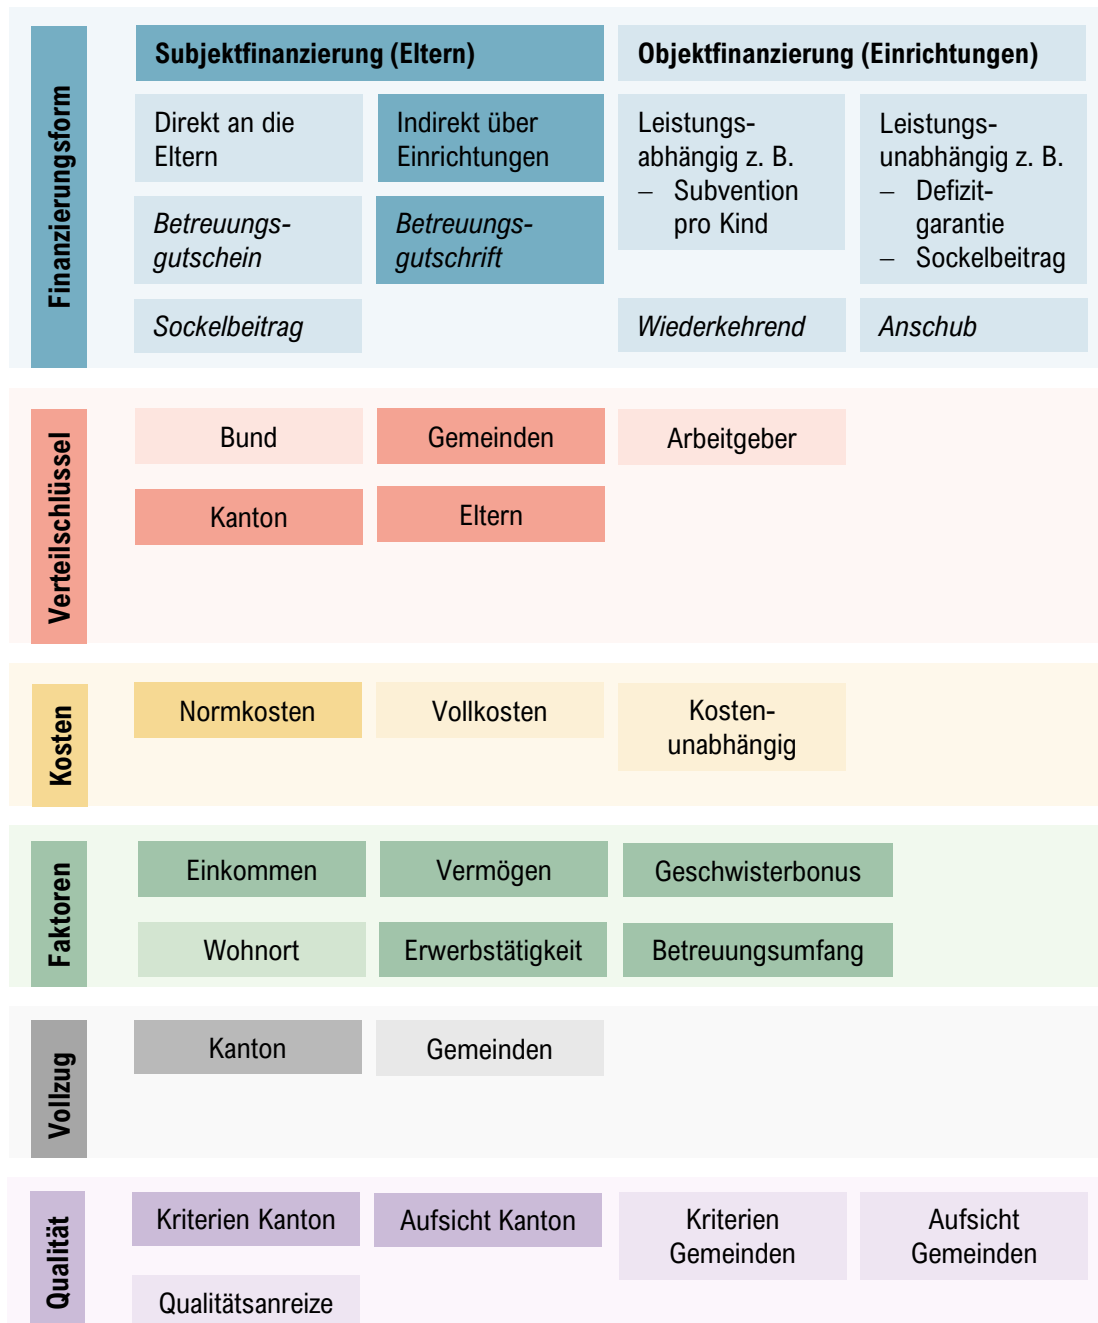 Finanzierungsform
Subjektfinanzierung (Eltern)
Objektfinanzierung (Einrichtungen)
Direkt an die
Eltern
Indirekt über
Einrichtungen
Leistungs-
abhängig z. B.
– Subvention
pro Kind
Leistungs-
unabhängig z. B.
– Defizit-
garantie
– Sockelbeitrag
Betreuungs-
gutschein
Betreuungs-
gutschrift
Sockelbeitrag
Wiederkehrend
Anschub
Verteilschlüssel
Bund
Gemeinden
Arbeitgeber
Kanton
Eltern
Kosten
Normkosten
Vollkosten
Kosten-
unabhängig
Faktoren
Einkommen
Vermögen
Geschwisterbonus
Wohnort
Erwerbstätigkeit
Betreuungsumfang
Vollzug
Kanton
Gemeinden
Qualität
Kriterien Kanton
Aufsicht Kanton
Kriterien
Gemeinden
Aufsicht
Gemeinden
Qualitätsanreize